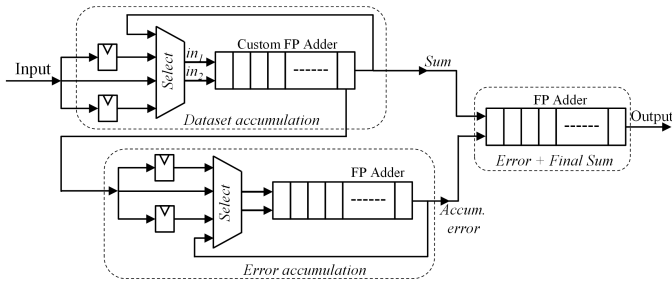 Input
Select
in1
in2
Custom FP Adder
Dataset accumulation
Sum
FP Adder
Output
Error + Final Sum
Select
FP Adder
Accum.
error
Error accumulation